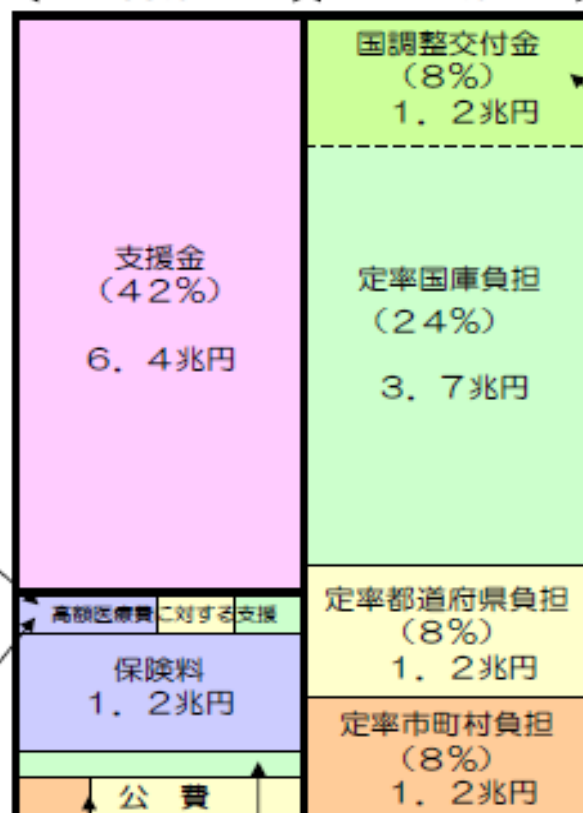 支援金
(42%)
6.4兆円
高額医療費に対する支援
保険料
1.2兆円
公 費
国調整交付金
(8%)
1.2兆円
定率国庫負担
(24%)
3.7兆円
定率都道府県負担
(8%)
1.2兆円
定率市町村負担
(8%)
1.2兆円